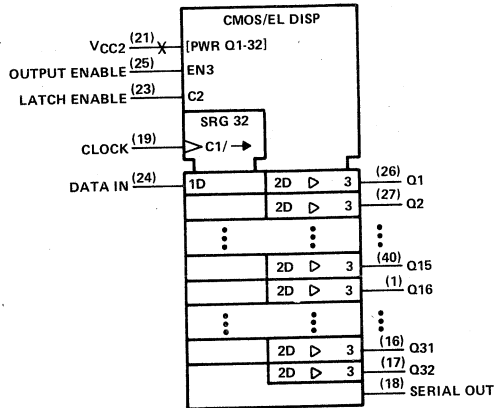 CMOS/EL DISP
VCC2 (21) [PWR Q1-32]
OUTPUT ENABLE (25) EN3
LATCH ENABLE (23) C2
SRG 32
CLOCK (19) C1/
DATA IN (24) 1D 2D 3 (26) Q1
2D 3 (27) Q2
2D 3 (40) Q15
2D 3 (1) Q16
2D 3 (16) Q31
2D 3 (17) Q32
(18) SERIAL OUT